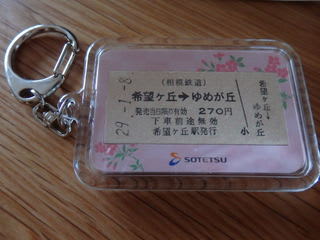 (相模鉄道)
希望ケ丘→ゆめが丘
発売当日限り有効 270円
下車前途無効
希望ケ丘駅発行
小
希望ケ丘→ゆめが丘
29.-1.-8
SOTETSU